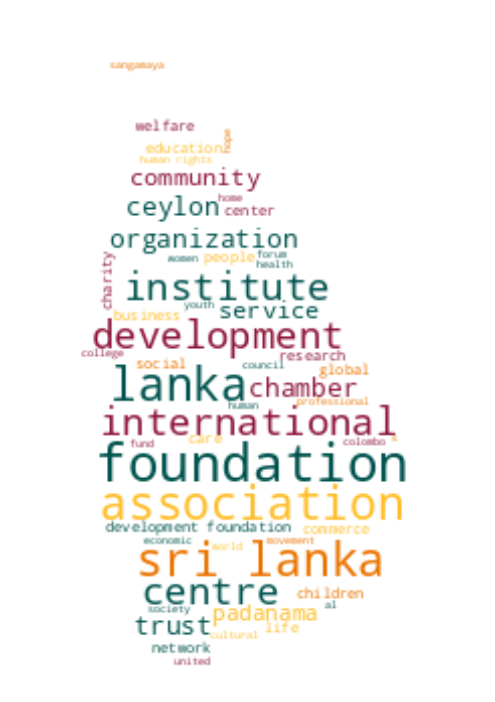 sangamaya
welfare
hope
education
human rights
community
home
ceylon
center
organization
women
people
forum
health
charity
institute
youth
service
business
development
college
research
social
council
global
lanka
chamber
human
professional
international
fund
care
colombo
s
foundation
association
development foundation
commerce
economic
world
movement
sri lanka
centre
children
society
al
padanama
trust
life
cultural
network
united